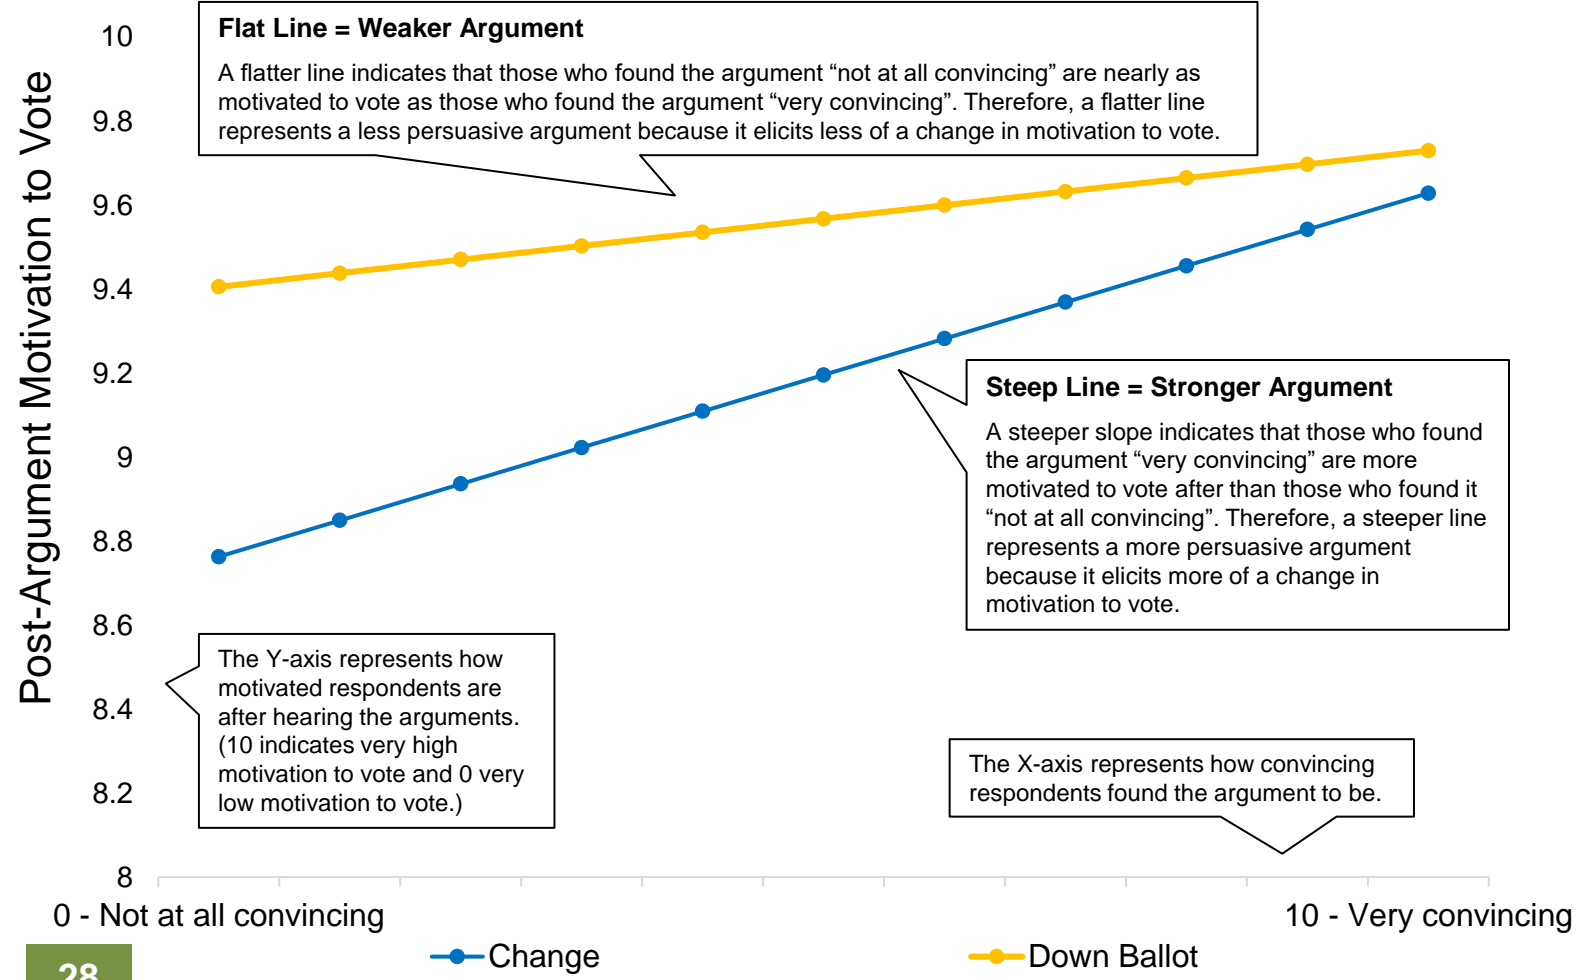 Flat Line = Weaker Argument
A flatter line indicates that those who found the argument “not at all convincing” are nearly as
motivated to vote as those who found the argument “very convincing”. Therefore, a flatter line
represents a less persuasive argument because it elicits less of a change in motivation to vote.
Post-Argument Motivation to Vote
10
9.8
9.6
9.4
9.2
9
8.8
8.6
8.4
8.2
8
Steep Line = Stronger Argument
A steeper slope indicates that those who found
the argument “very convincing” are more
motivated to vote after than those who found it
“not at all convincing”. Therefore, a steeper line
represents a more persuasive argument
because it elicits more of a change in
motivation to vote.
The Y-axis represents how
motivated respondents are
after hearing the arguments.
(10 indicates very high
motivation to vote and 0 very
low motivation to vote.)
The X-axis represents how convincing
respondents found the argument to be.
0 - Not at all convincing
10 - Very convincing
Change
Down Ballot
28